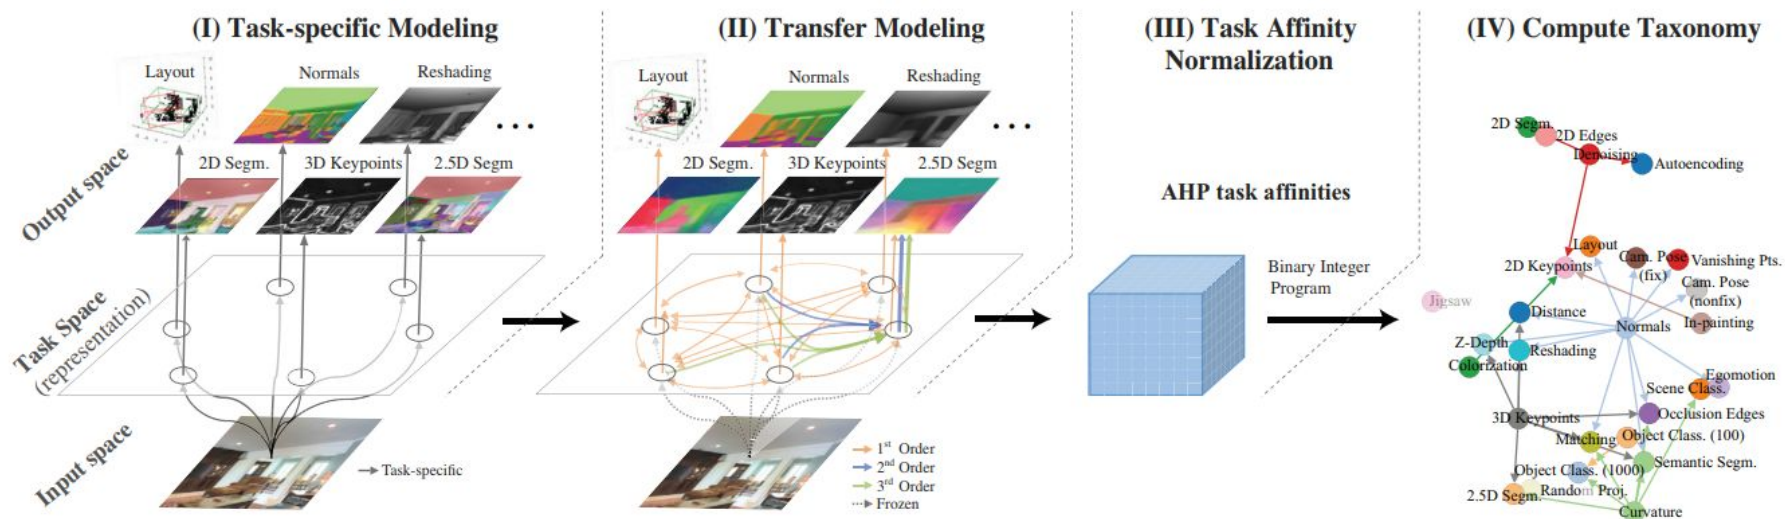 (I) Task-specific Modeling
Layout
Normals
Reshading
...
2D Segm.
3D Keypoints
2.5D Segm
Output space
Task Space
(representation)
Input space
Task-specific
(II) Transfer Modeling
Layout
Normals
Reshading
...
2D Segm.
3D Keypoints
2.5D Segm
1st Order
2nd Order
3rd Order
Frozen
(III) Task Affinity
Normalization
AHP task affinities
Binary Integer
Program
(IV) Compute Taxonomy
2D Segm.
2D Edges
Denoising
Autoencoding
Layout
2D Keypoints
Cam. Pose
(fix)
Vanishing Pts.
Cam. Pose
(nonfix)
Jigsaw
Distance
Normals
In-painting
Z-Depth
Reshading
Colorization
Egomotion
Scene Class.
3D Keypoints
Occlusion Edges
Matching
Object Class. (100)
Semantic Segm.
Object Class. (1000)
2.5D Segm.
Random Proj.
Curvature